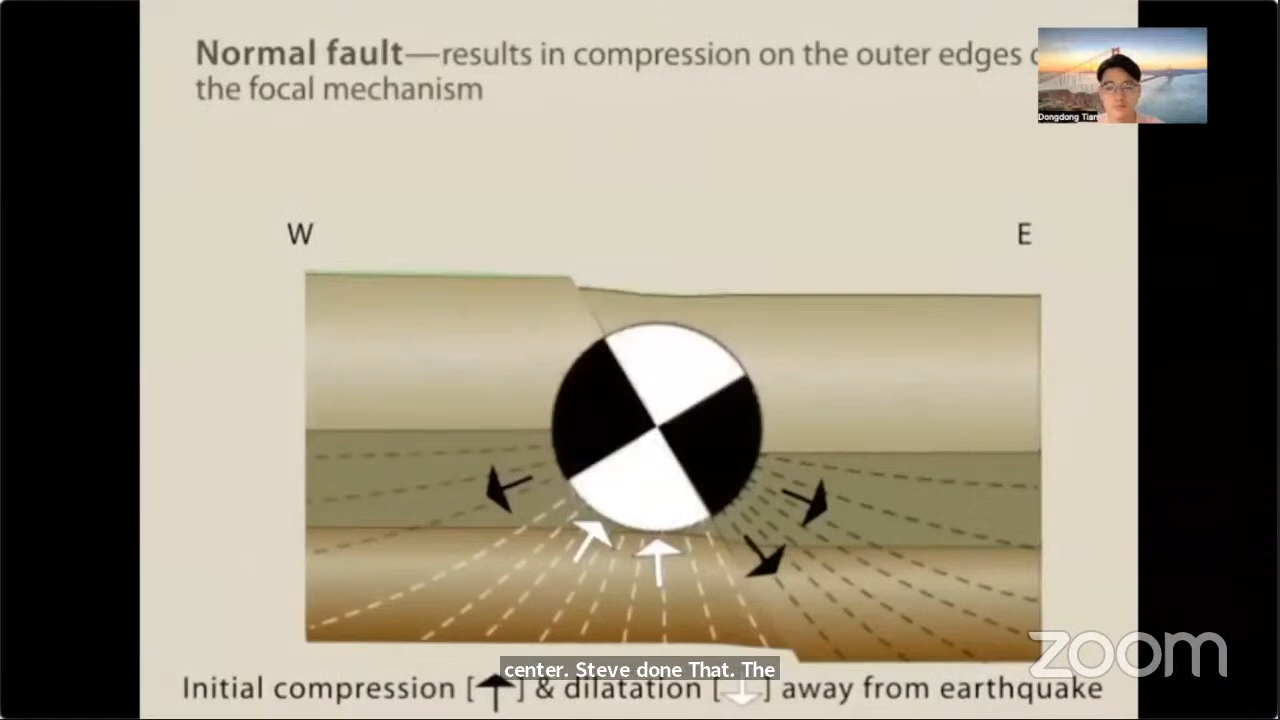 Normal fault—results in compression on the outer edges
the focal mechanism
Dongdong Tian
W
E
center. Steve done That. The
Initial compression [ ] & dilatation [ ] away from earthquake
zoom